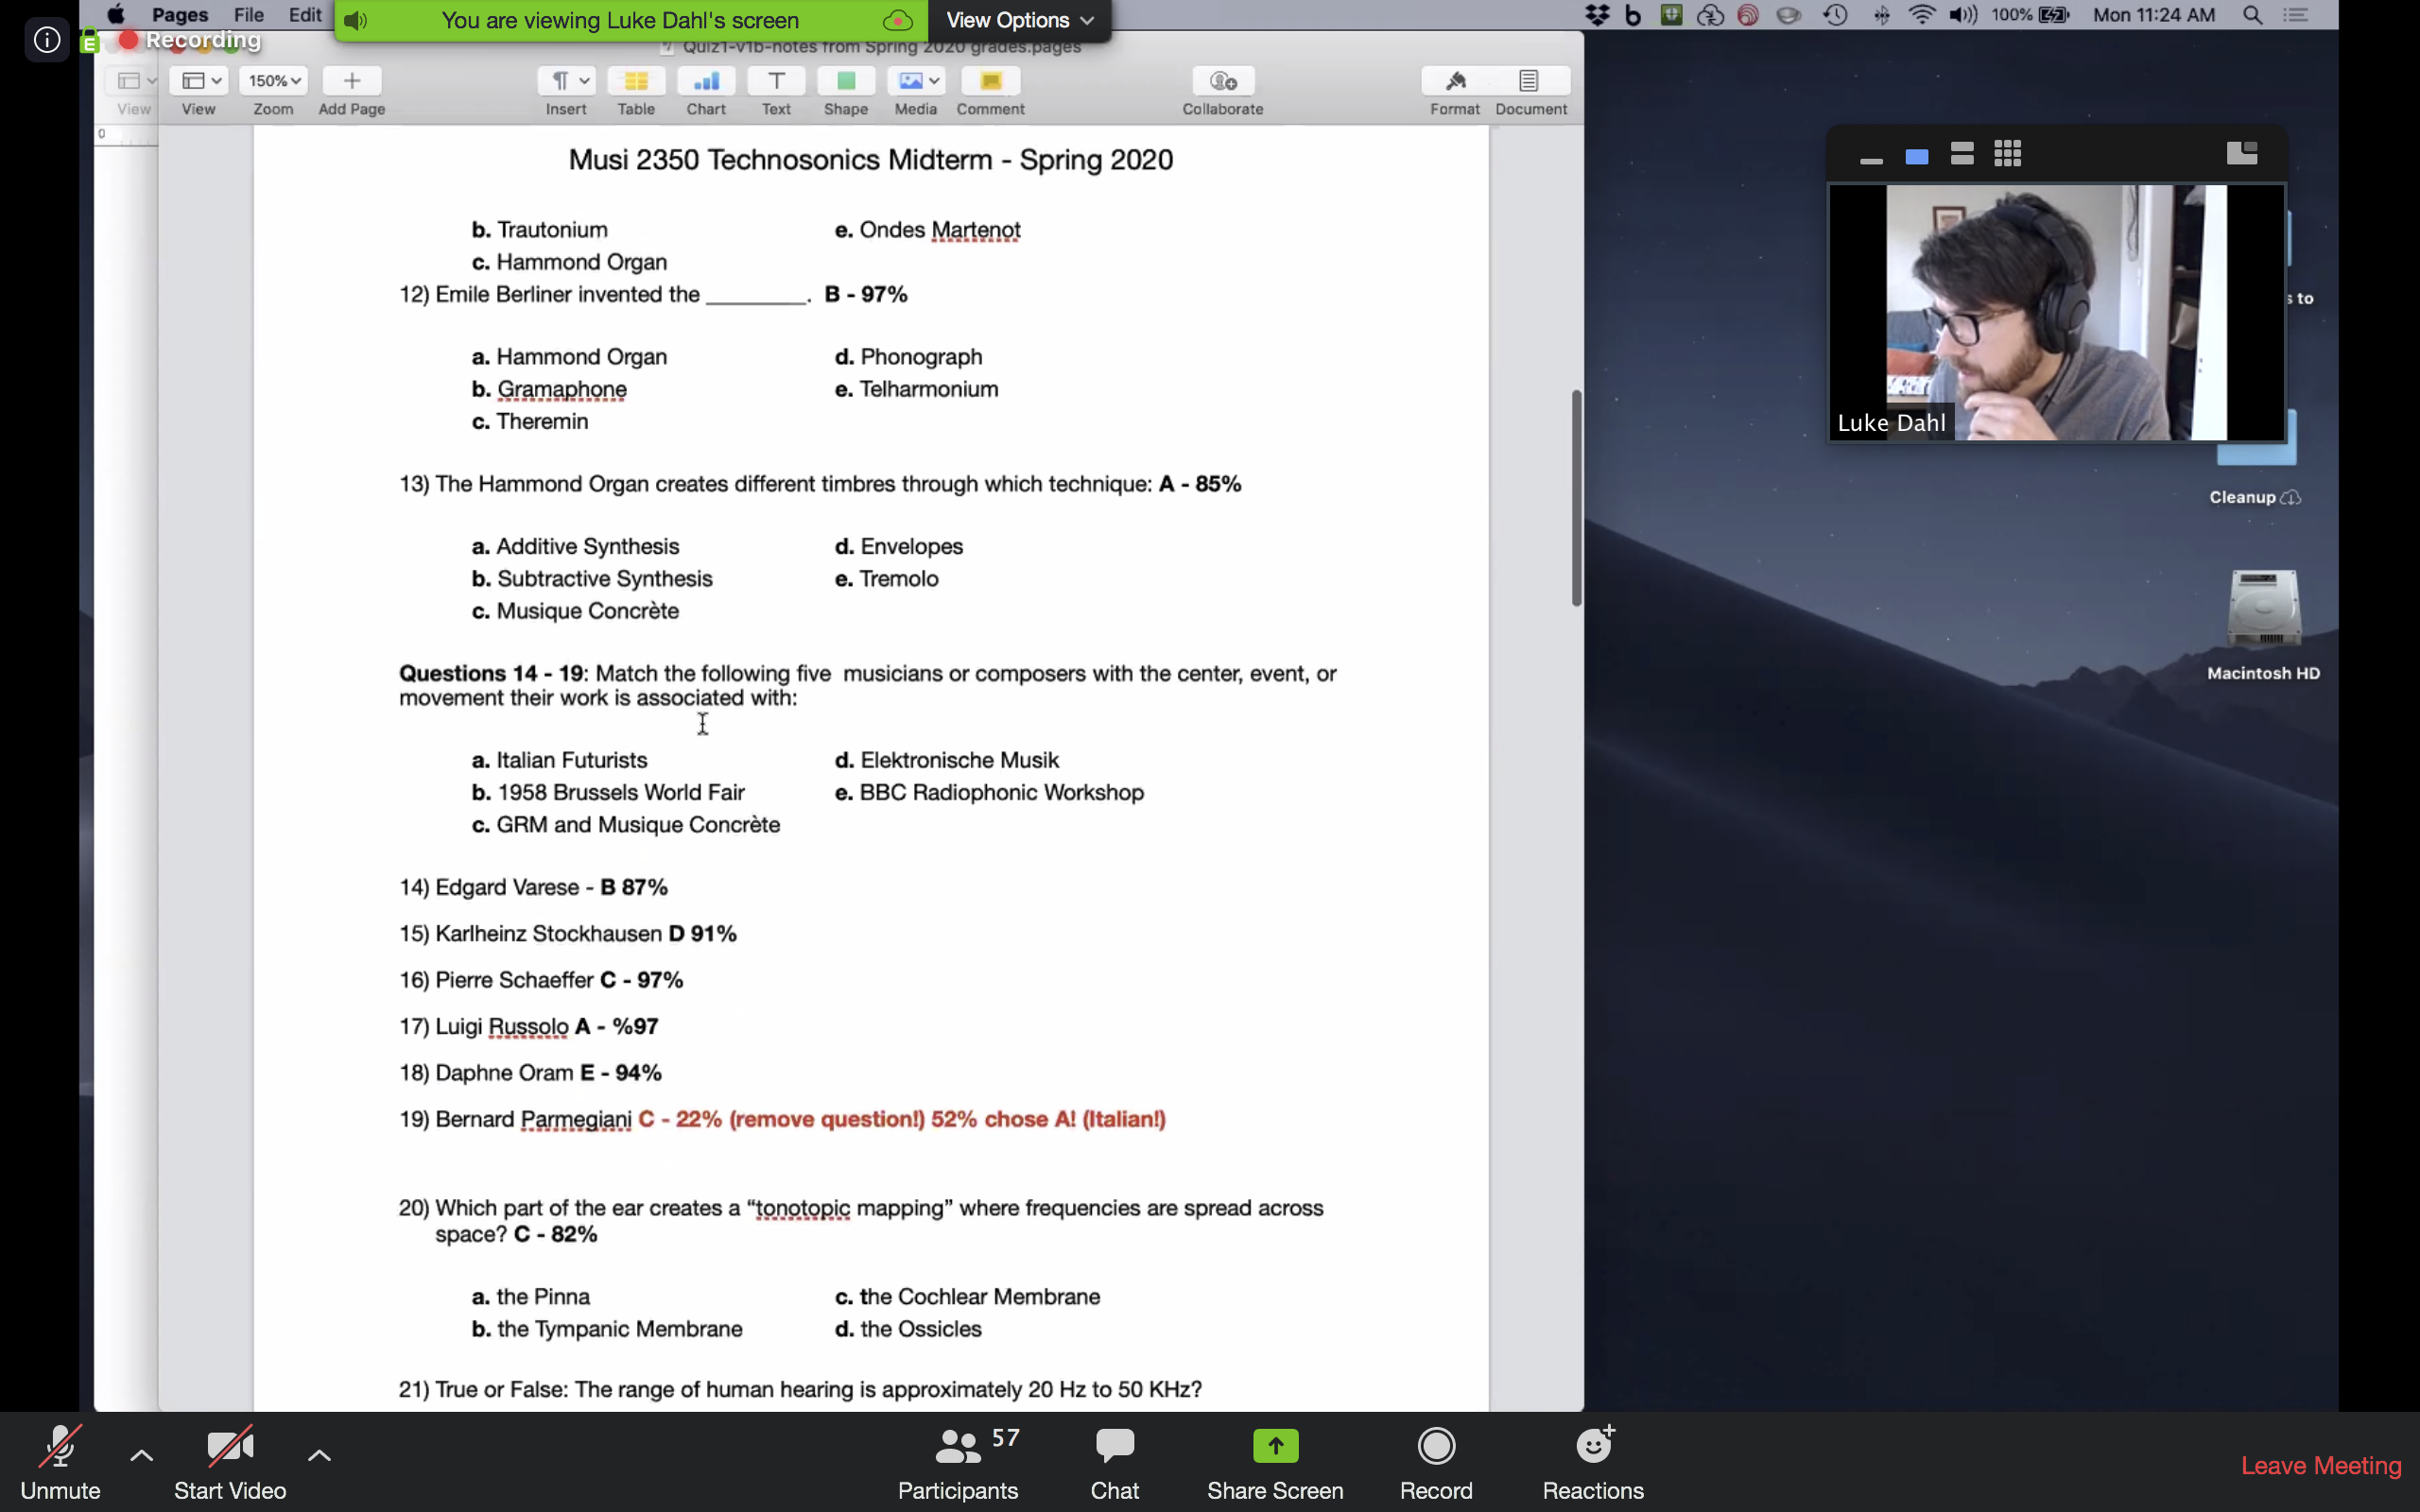 Pages File Edit
You are viewing Luke Dahl's screen
View Options
100% Mon 11:24 AM
Recording
Quiz1-v1b-notes from Spring 2020 grades.pages
150%
View View Zoom Add Page Insert Table Chart Text Shape Media Comment Collaborate Format Document
0
Musi 2350 Technosonics Midterm - Spring 2020
b. Trautonium e. Ondes Martenot
c. Hammond Organ
12) Emile Berliner invented the __________. B - 97%
a. Hammond Organ d. Phonograph
b. Gramaphone e. Telharmonium
c. Theremin
13) The Hammond Organ creates different timbres through which technique: A - 85%
a. Additive Synthesis d. Envelopes
b. Subtractive Synthesis e. Tremolo
c. Musique Concrète
Questions 14 - 19: Match the following five musicians or composers with the center, event, or
movement their work is associated with:
a. Italian Futurists d. Elektronische Musik
b. 1958 Brussels World Fair e. BBC Radiophonic Workshop
c. GRM and Musique Concrète
14) Edgard Varese - B 87%
15) Karlheinz Stockhausen D 91%
16) Pierre Schaeffer C - 97%
17) Luigi Russolo A - %97
18) Daphne Oram E - 94%
19) Bernard Parmegiani C - 22% (remove question!) 52% chose A! (Italian!)
20) Which part of the ear creates a “tonotopic mapping” where frequencies are spread across
space? C - 82%
a. the Pinna c. the Cochlear Membrane
b. the Tympanic Membrane d. the Ossicles
21) True or False: The range of human hearing is approximately 20 Hz to 50 KHz?
Luke Dahl
s to
Cleanup
Macintosh HD
Unmute Start Video Participants 57 Chat Share Screen Record Reactions Leave Meeting